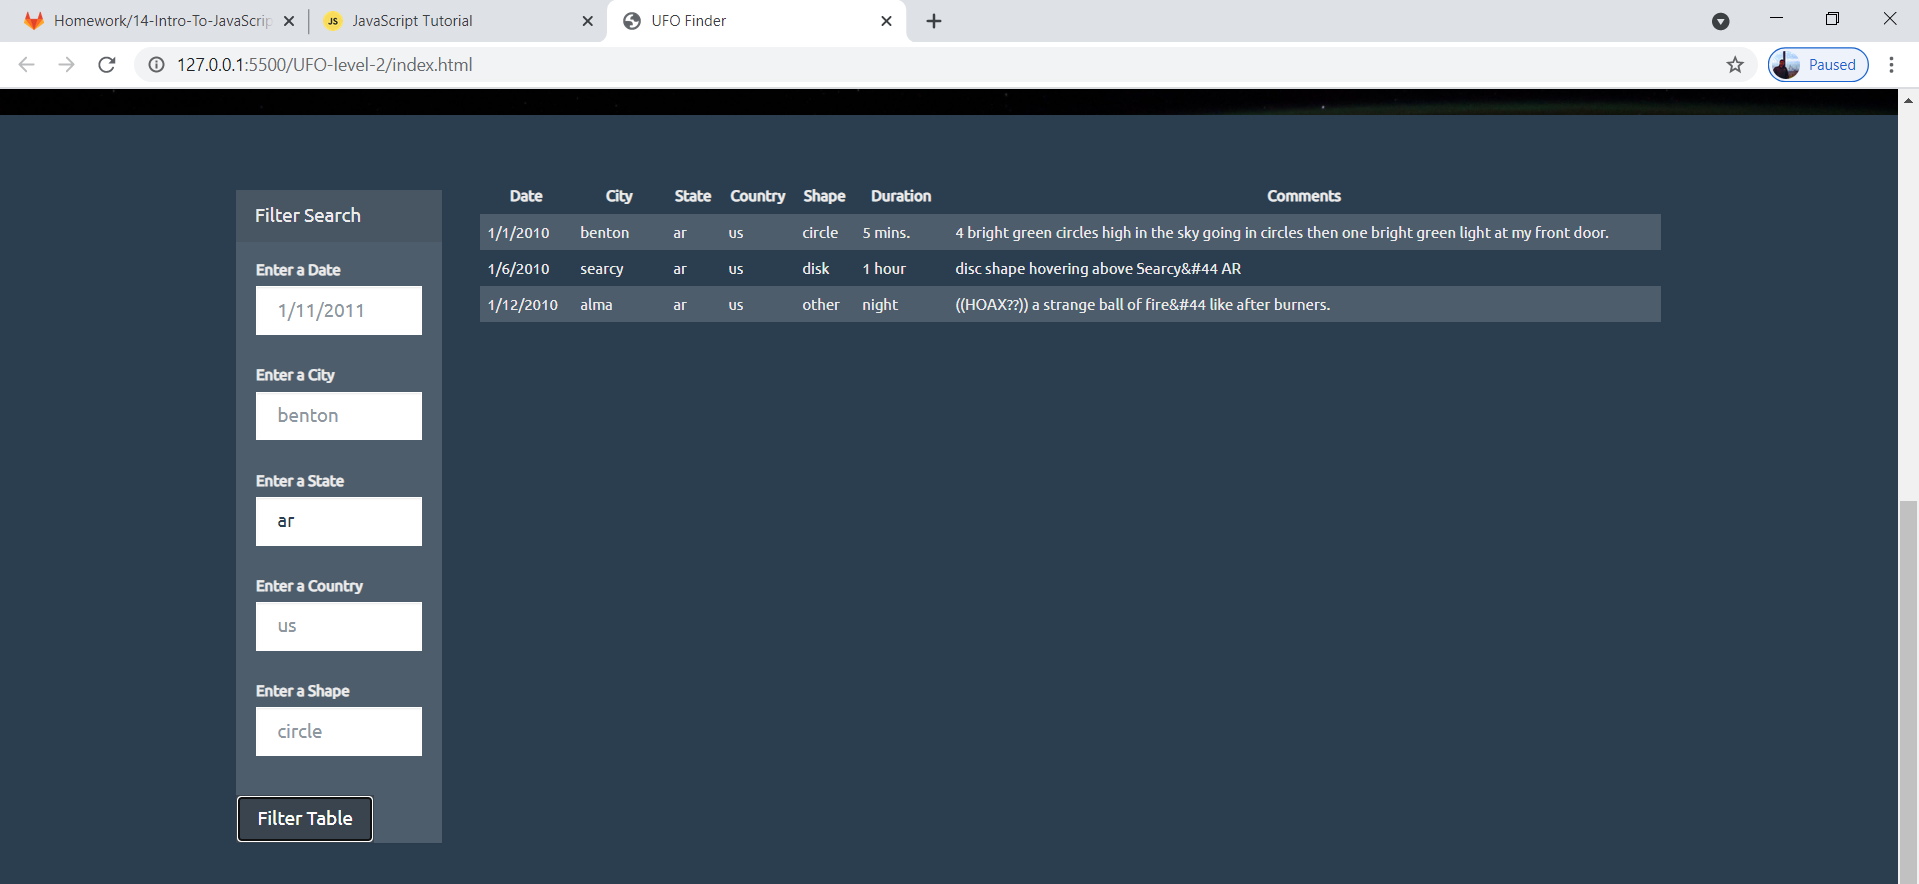 Homework/14-Intro-To-JavaScrip
JS JavaScript Tutorial
UFO Finder
127.0.0.1:5500/UFO-level-2/index.html
Paused
Filter Search
Enter a Date
1/11/2011
Enter a City
benton
Enter a State
ar
Enter a Country
us
Enter a Shape
circle
Filter Table
Date City State Country Shape Duration Comments
1/1/2010 benton ar us circle 5 mins. 4 bright green circles high in the sky going in circles then one bright green light at my front door.
1/6/2010 searcy ar us disk 1 hour disc shape hovering above Searcy&#44 AR
1/12/2010 alma ar us other night ((HOAX??)) a strange ball of fire&#44 like after burners.